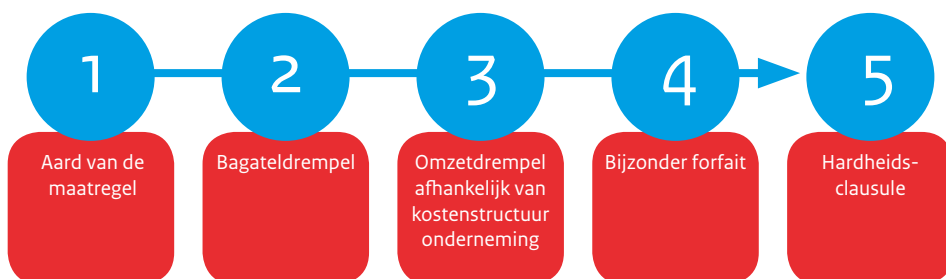 1
2
3
4
5
Aard van de
maatregel
Bagateldrempel
Omzetdrempel
afhankelijk van
kostenstructuur
onderneming
Bijzonder forfait
Hardheids-
clausule